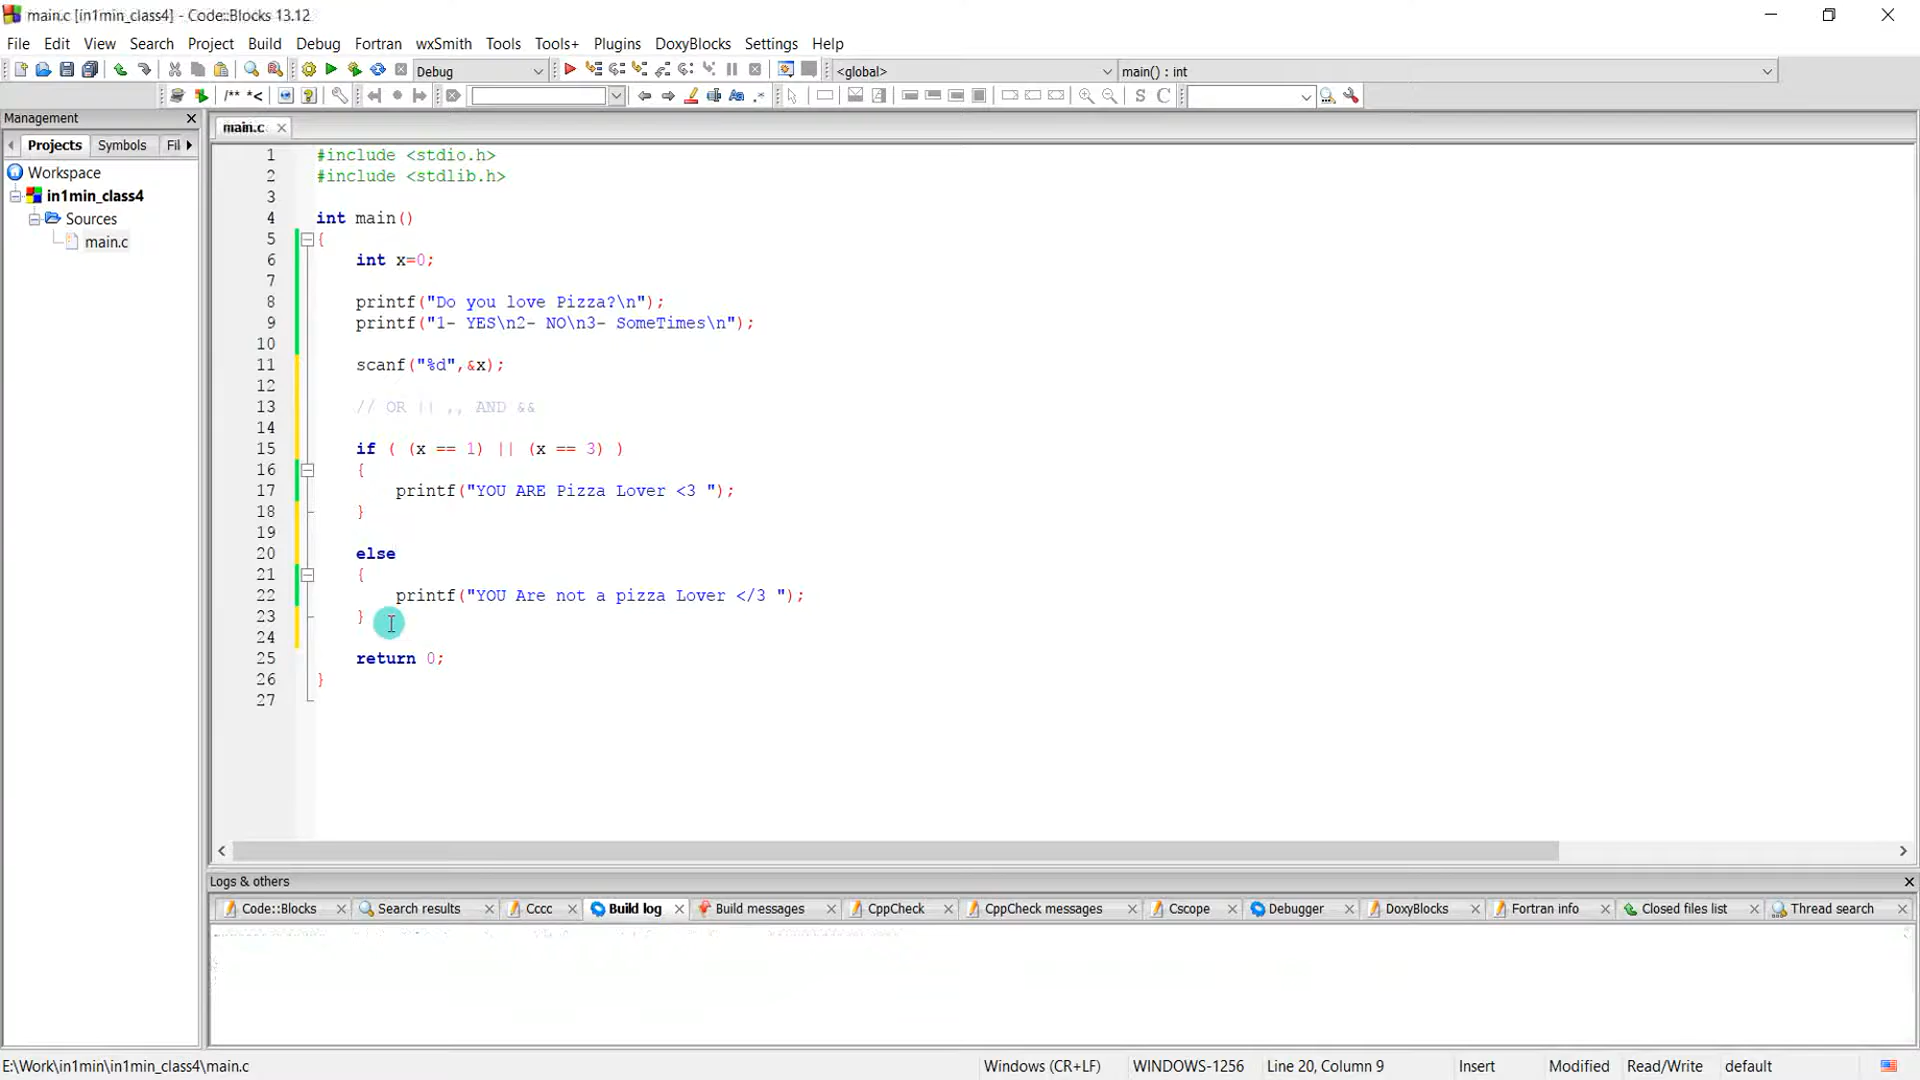 main.c [in1min_class4] - Code::Blocks 13.12
File Edit View Search Project Build Debug Fortran wxSmith Tools Tools+ Plugins DoxyBlocks Settings Help
Debug <global> main() : int
/** *< S C
Management
main.c
Projects Symbols Fil
Workspace
in1min_class4
Sources
main.c
1 #include <stdio.h>
2 #include <stdlib.h>
3
4 int main()
5 {
6 int x=0;
7
8 printf("Do you love Pizza?\n");
9 printf("1- YES\n2- NO\n3- SomeTimes\n");
10
11 scanf("%d",&x);
12
13 // OR || ,, AND &&
14
15 if ( (x == 1) || (x == 3) )
16 {
17 printf("YOU ARE Pizza Lover <3 ");
18 }
19
20 else
21 {
22 printf("YOU Are not a pizza Lover </3 ");
23 }
24
25 return 0;
26 }
27
Logs & others
Code::Blocks Search results Cccc Build log Build messages CppCheck CppCheck messages Cscope Debugger DoxyBlocks Fortran info Closed files list Thread search
E:\Work\in1min\in1min_class4\main.c Windows (CR+LF) WINDOWS-1256 Line 20, Column 9 Insert Modified Read/Write default